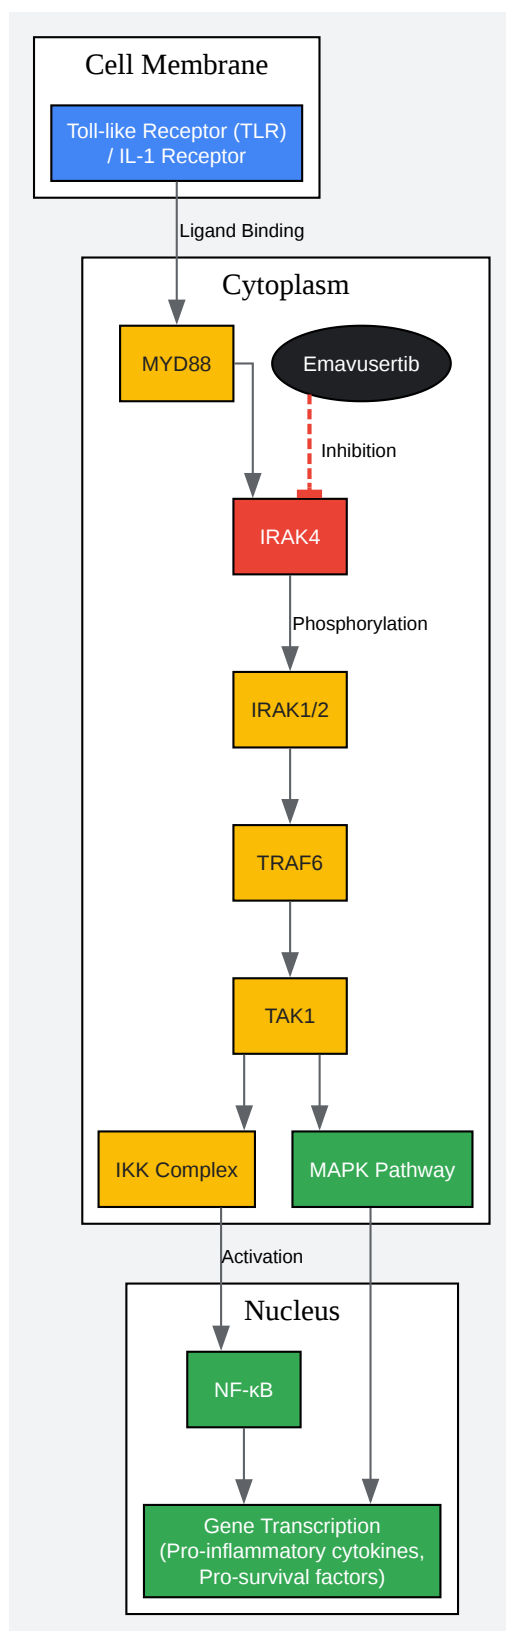 Cell Membrane
Toll-like Receptor (TLR)
/ IL-1 Receptor
Ligand Binding
Cytoplasm
MYD88
Emavusertib
Inhibition
IRAK4
Phosphorylation
IRAK1/2
TRAF6
TAK1
IKK Complex
MAPK Pathway
Activation
Nucleus
NF-κB
Gene Transcription
(Pro-inflammatory cytokines,
Pro-survival factors)